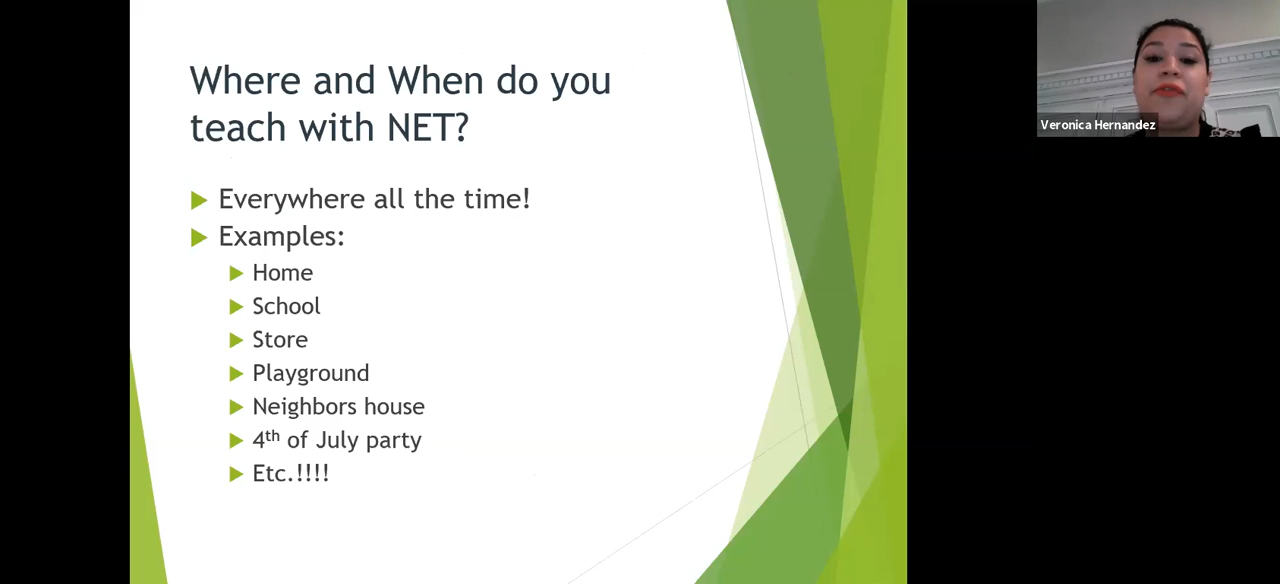 Where and When do you
teach with NET?
Everywhere all the time!
Examples:
Home
School
Store
Playground
Neighbors house
4th of July party
Etc.!!!!
Veronica Hernandez